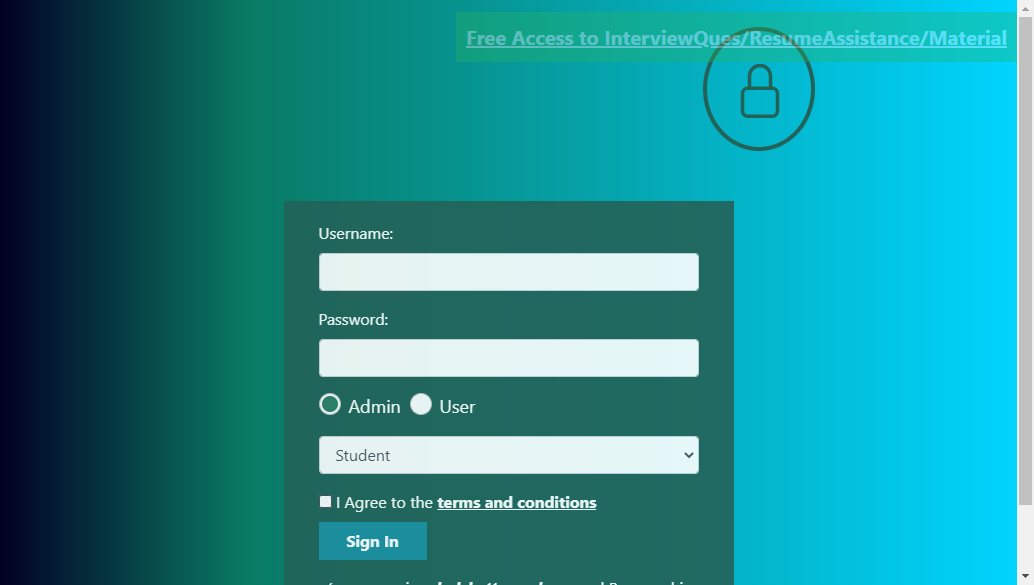 Free Access to InterviewQues/ResumeAssistance/Material
Username:
Password:
Admin User
Student
I Agree to the terms and conditions
Sign In